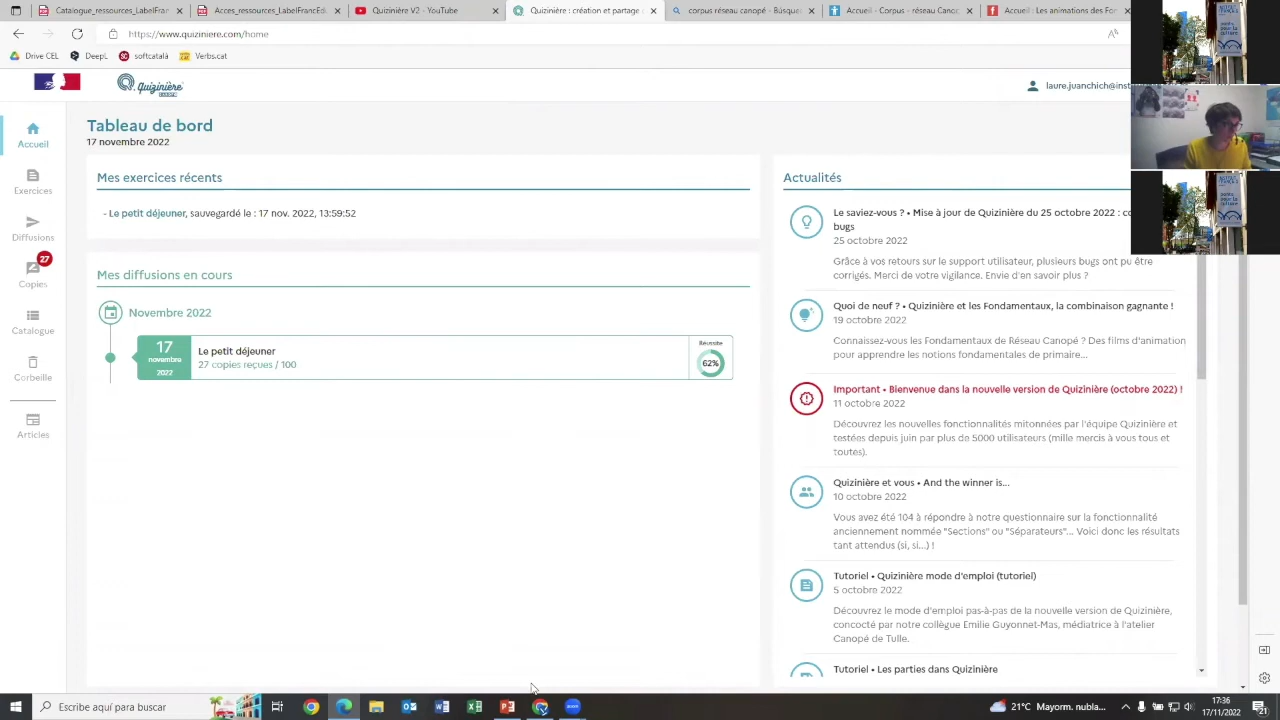 Accueil
Ressources_AnimationsFrar
Accroches_ressources_LabelFrancEd
Quizinière V2 - YouTube
Quizinière : création et partage
corpus réseau canopé - Búsqued
Accueil - Corpus - réseau Canop
Accueil - Les animations des For
https://www.quiziniere.com/home
Drive CEL
DeepL
softcatalà
Verbs.cat
Quizinière
laure.juanchich@inst
Tableau de bord
17 novembre 2022
Accueil
Exercices
Diffusions
27
Copies
Catalogue
Corbeille
Articles
Mes exercices récents
- Le petit déjeuner, sauvegardé le : 17 nov. 2022, 13:59:52
Mes diffusions en cours
Novembre 2022
17
novembre
2022
Le petit déjeuner
27 copies reçues / 100
Réussite
62%
Actualités
Le saviez-vous ? • Mise à jour de Quizinière du 25 octobre 2022 : co
bugs
25 octobre 2022
Grâce à vos retours sur le support utilisateur, plusieurs bugs ont pu être
corrigés. Merci de votre vigilance. Envie d'en savoir plus ?
Quoi de neuf ? • Quizinière et les Fondamentaux, la combinaison gagnante !
19 octobre 2022
Connaissez-vous les Fondamentaux de Réseau Canopé ? Des films d'animation
pour apprendre les notions fondamentales de primaire...
Important • Bienvenue dans la nouvelle version de Quizinière (octobre 2022) !
11 octobre 2022
Découvrez les nouvelles fonctionnalités mitonnées par l'équipe Quizinière et
testées depuis juin par plus de 5000 utilisateurs (mille mercis à vous tous et
toutes).
Quizinière et vous • And the winner is...
10 octobre 2022
Vous avez été 104 à répondre à notre questionnaire sur la fonctionnalité
anciennement nommée "Sections" ou "Séparateurs"... Voici donc les résultats
tant attendus (si, si...) !
Tutoriel • Quizinière mode d'emploi (tutoriel)
5 octobre 2022
Découvrez le mode d'emploi pas-à-pas de la nouvelle version de Quizinière,
concocté par notre collègue Emilie Guyonnet-Mas, médiatrice à l'atelier
Canopé de Tulle.
Tutoriel • Les parties dans Quizinière
Escribe aquí para buscar
21°C Mayorm. nubla...
17:36
17/11/2022
21